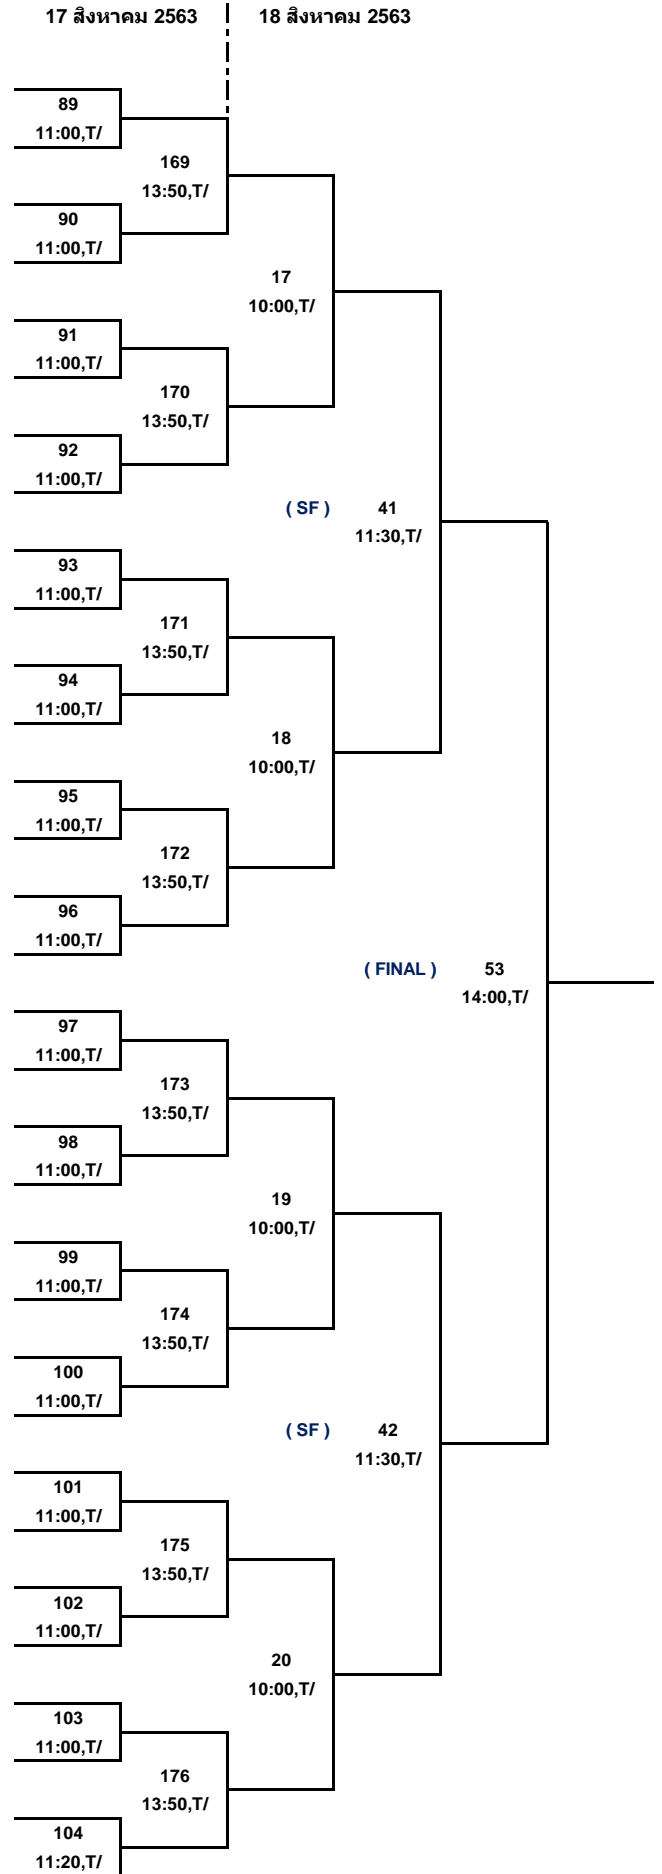 17 สิงหาคม 2563 18 สิงหาคม 2563
89
11:00,T/
169
13:50,T/
90
11:00,T/
17
10:00,T/
91
11:00,T/
170
13:50,T/
92
11:00,T/
( SF ) 41
11:30,T/
93
11:00,T/
171
13:50,T/
94
11:00,T/
18
10:00,T/
95
11:00,T/
172
13:50,T/
96
11:00,T/
( FINAL ) 53
14:00,T/
97
11:00,T/
173
13:50,T/
98
11:00,T/
19
10:00,T/
99
11:00,T/
174
13:50,T/
100
11:00,T/
( SF ) 42
11:30,T/
101
11:00,T/
175
13:50,T/
102
11:00,T/
20
10:00,T/
103
11:00,T/
176
13:50,T/
104
11:20,T/